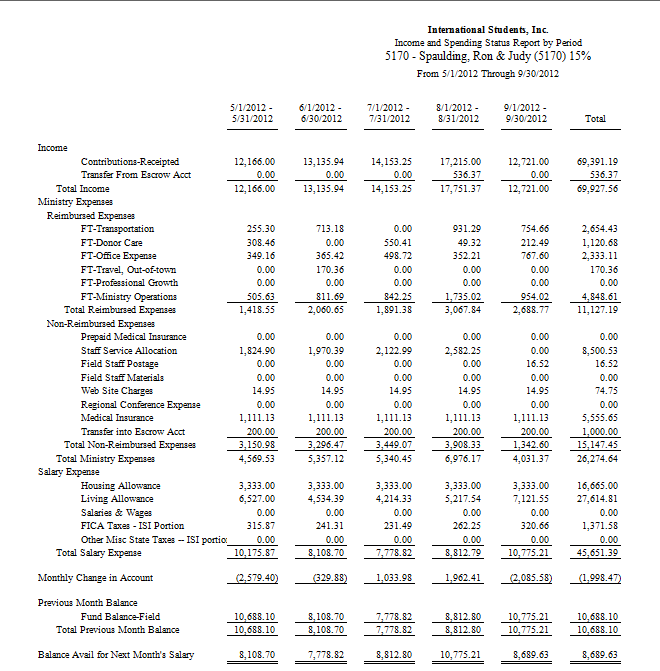 International Students, Inc.
Income and Spending Status Report by Period
5170 - Spaulding, Ron & Judy (5170) 15%
From 5/1/2012 Through 9/30/2012
5/1/2012 - 6/1/2012 - 7/1/2012 - 8/1/2012 - 9/1/2012 -
5/31/2012 6/30/2012 7/31/2012 8/31/2012 9/30/2012 Total
Income
Contributions-Receipted 12,166.00 13,135.94 14,153.25 17,215.00 12,721.00 69,391.19
Transfer From Escrow Acct 0.00 0.00 0.00 536.37 0.00 536.37
Total Income 12,166.00 13,135.94 14,153.25 17,751.37 12,721.00 69,927.56
Ministry Expenses
Reimbursed Expenses
FT-Transportation 255.30 713.18 0.00 931.29 754.66 2,654.43
FT-Donor Care 308.46 0.00 550.41 49.32 212.49 1,120.68
FT-Office Expense 349.16 365.42 498.72 352.21 767.60 2,333.11
FT-Travel, Out-of-town 0.00 170.36 0.00 0.00 0.00 170.36
FT-Professional Growth 0.00 0.00 0.00 0.00 0.00 0.00
FT-Ministry Operations 505.63 811.69 842.25 1,735.02 954.02 4,848.61
Total Reimbursed Expenses 1,418.55 2,060.65 1,891.38 3,067.84 2,688.77 11,127.19
Non-Reimbursed Expenses
Prepaid Medical Insurance 0.00 0.00 0.00 0.00 0.00 0.00
Staff Service Allocation 1,824.90 1,970.39 2,122.99 2,582.25 0.00 8,500.53
Field Staff Postage 0.00 0.00 0.00 0.00 16.52 16.52
Field Staff Materials 0.00 0.00 0.00 0.00 0.00 0.00
Web Site Charges 14.95 14.95 14.95 14.95 14.95 74.75
Regional Conference Expense 0.00 0.00 0.00 0.00 0.00 0.00
Medical Insurance 1,111.13 1,111.13 1,111.13 1,111.13 1,111.13 5,555.65
Transfer into Escrow Acct 200.00 200.00 200.00 200.00 200.00 1,000.00
Total Non-Reimbursed Expenses 3,150.98 3,296.47 3,449.07 3,908.33 1,342.60 15,147.45
Total Ministry Expenses 4,569.53 5,357.12 5,340.45 6,976.17 4,031.37 26,274.64
Salary Expense
Housing Allowance 3,333.00 3,333.00 3,333.00 3,333.00 3,333.00 16,665.00
Living Allowance 6,527.00 4,534.39 4,214.33 5,217.54 7,121.55 27,614.81
Salaries & Wages 0.00 0.00 0.00 0.00 0.00 0.00
FICA Taxes - ISI Portion 315.87 241.31 231.49 262.25 320.66 1,371.58
Other Misc State Taxes -- ISI portio 0.00 0.00 0.00 0.00 0.00 0.00
Total Salary Expense 10,175.87 8,108.70 7,778.82 8,812.79 10,775.21 45,651.39
Monthly Change in Account (2,579.40) (329.88) 1,033.98 1,962.41 (2,085.58) (1,998.47)
Previous Month Balance
Fund Balance-Field 10,688.10 8,108.70 7,778.82 8,812.80 10,775.21 10,688.10
Total Previous Month Balance 10,688.10 8,108.70 7,778.82 8,812.80 10,775.21 10,688.10
Balance Avail for Next Month's Salary 8,108.70 7,778.82 8,812.80 10,775.21 8,689.63 8,689.63